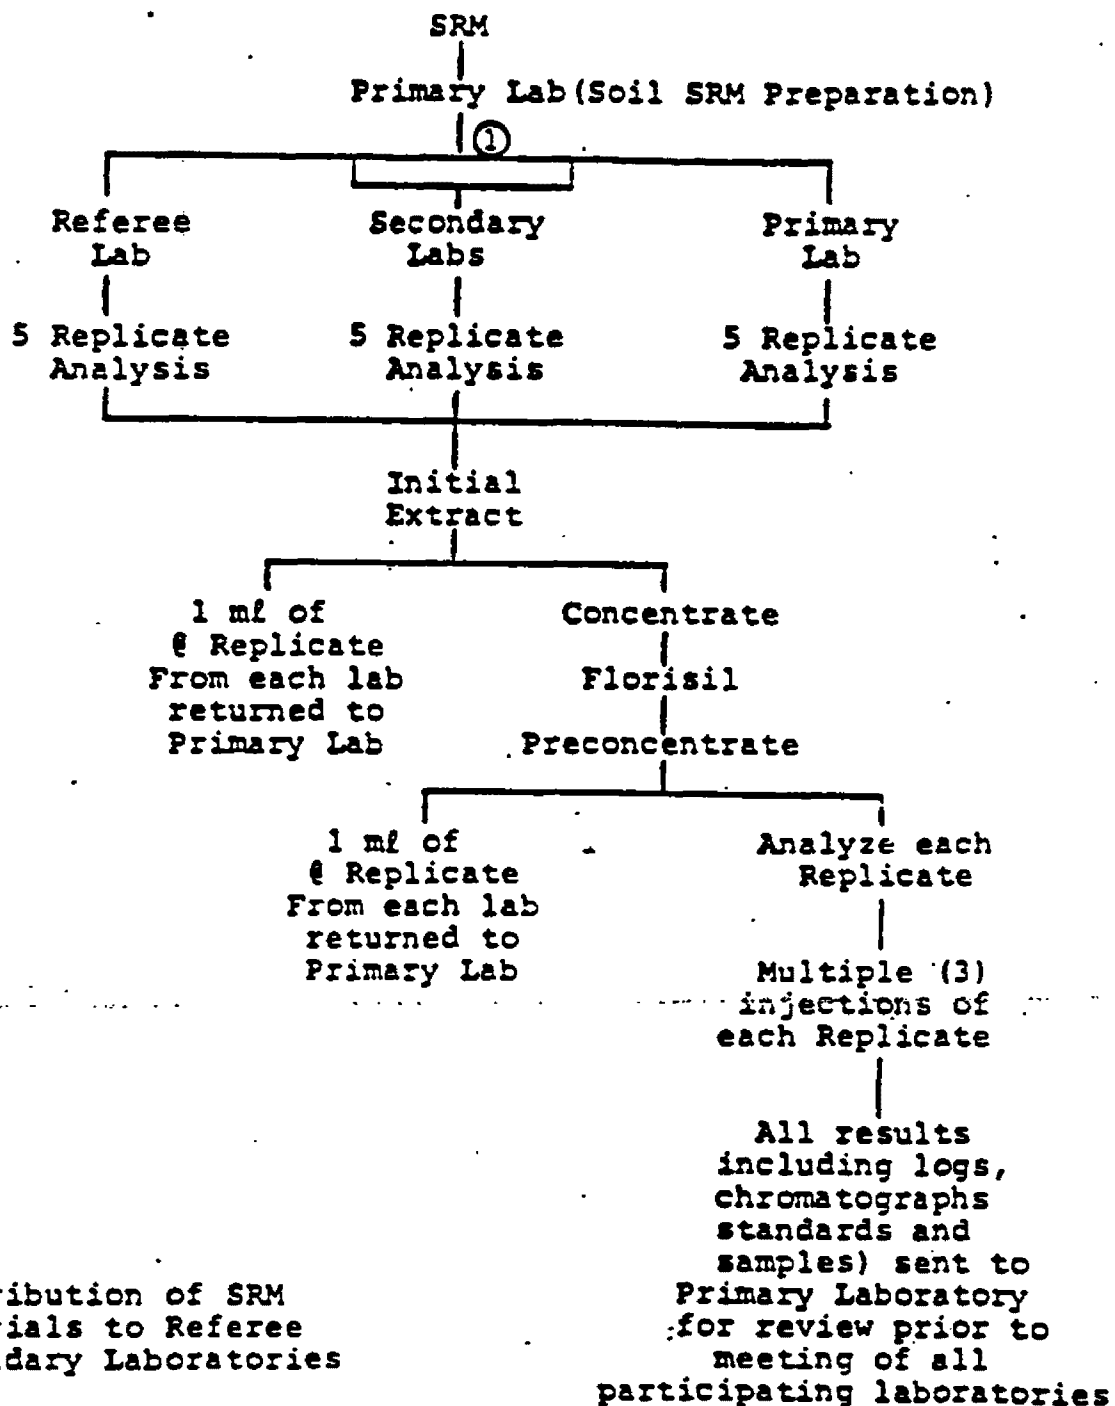 SRM
Primary Lab(Soil SRM Preparation)
①
Referee
Lab
Secondary
Labs
Primary
Lab
5 Replicate
Analysis
5 Replicate
Analysis
5 Replicate
Analysis
Initial
Extract
1 mℓ of
@ Replicate
From each lab
returned to
Primary Lab
Concentrate
Florisil
Preconcentrate
1 mℓ of
@ Replicate
From each lab
returned to
Primary Lab
Analyze each
Replicate
Multiple (3)
injections of
each Replicate
All results
including logs,
chromatographs
standards and
samples) sent to
Primary Laboratory
for review prior to
meeting of all
participating laboratories
ribution of SRM
rials to Referee
dary Laboratories